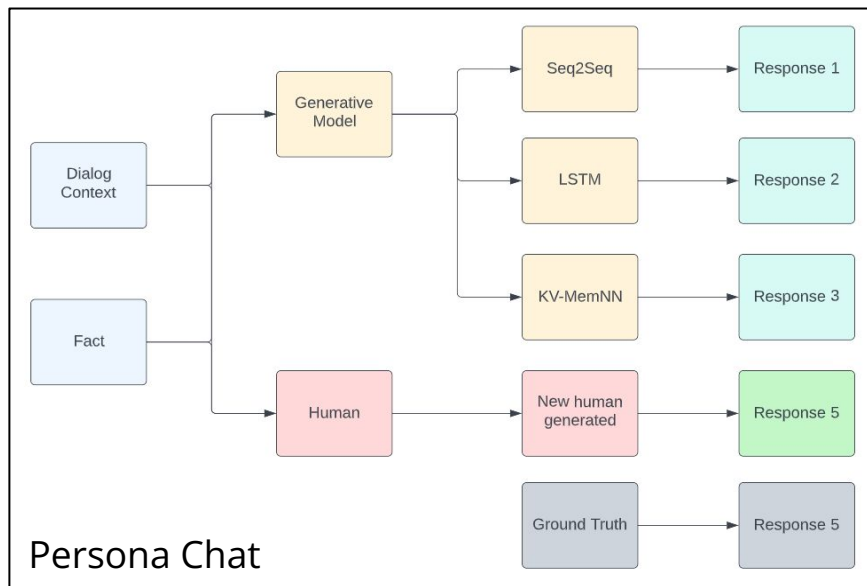 Dialog
Context
Fact
Generative
Model
Human
Seq2Seq
Response 1
LSTM
Response 2
KV-MemNN
Response 3
New human
generated
Response 5
Ground Truth
Response 5
Persona Chat